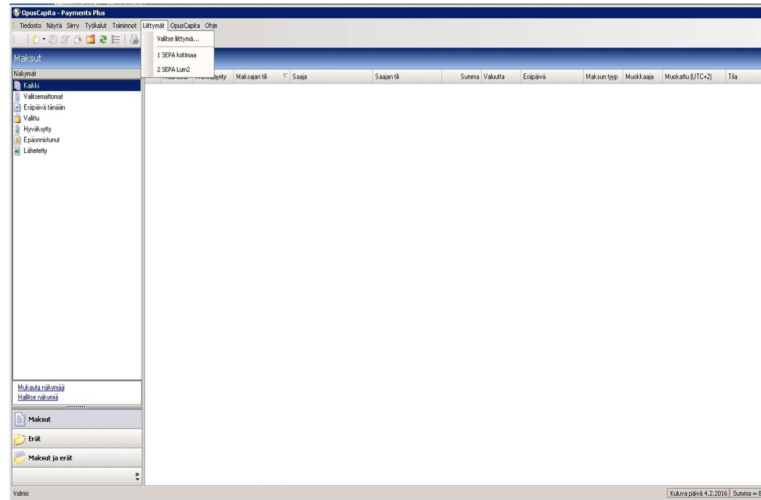 OpusCapita - Payments Plus
Tiedosto Näytä Siirry Työkalut Toiminnot Liittymät OpusCapita Ohje
Valitse liittymä...
1 SEPA kotimaa
2 SEPA Lum2
Maksut
Näkymät
Maksajan tili Saaja Saajan tili Summa Valuutta Eräpäivä Maksun tyyp Muokkaaja Muokattu (UTC+2) Tila
Kaikki
Valitsemattomat
Eräpäivä tänään
Valittu
Hyväksytty
Epäonnistunut
Lähetetty
Mukauta näkymää
Hallitse näkymiä
Maksut
Erät
Maksut ja erät
Valmis
Kuluva päivä 4.2.2016 Summa =